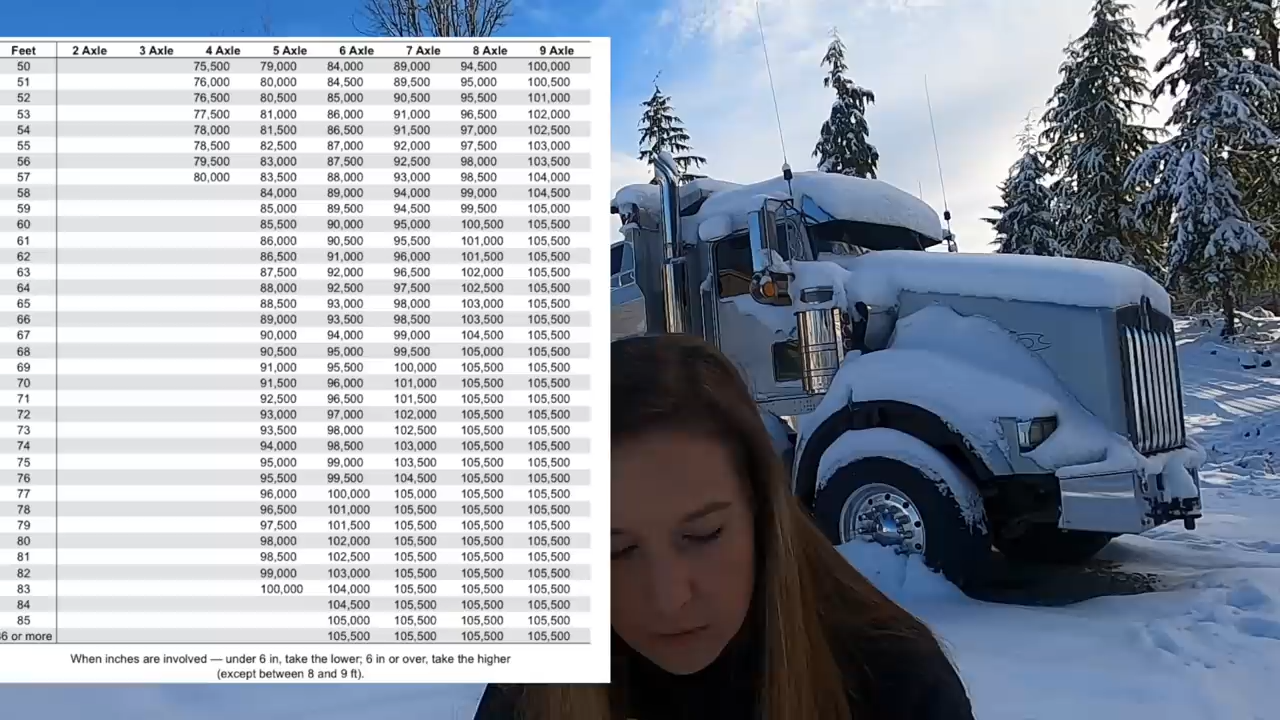 Feet 2 Axle 3 Axle 4 Axle 5 Axle 6 Axle 7 Axle 8 Axle 9 Axle
50 75,500 79,000 84,000 89,000 94,500 100,000
51 76,000 80,000 84,500 89,500 95,000 100,500
52 76,500 80,500 85,000 90,500 95,500 101,000
53 77,500 81,000 86,000 91,000 96,500 102,000
54 78,000 81,500 86,500 91,500 97,000 102,500
55 78,500 82,500 87,000 92,000 97,500 103,000
56 79,500 83,000 87,500 92,500 98,000 103,500
57 80,000 83,500 88,000 93,000 98,500 104,000
58 84,000 89,000 94,000 99,000 104,500
59 85,000 89,500 94,500 99,500 105,000
60 85,500 90,000 95,000 100,500 105,500
61 86,000 90,500 95,500 101,000 105,500
62 86,500 91,000 96,000 101,500 105,500
63 87,500 92,000 96,500 102,000 105,500
64 88,000 92,500 97,500 102,500 105,500
65 88,500 93,000 98,000 103,000 105,500
66 89,000 93,500 98,500 103,500 105,500
67 90,000 94,000 99,000 104,500 105,500
68 90,500 95,000 99,500 105,000 105,500
69 91,000 95,500 100,000 105,500 105,500
70 91,500 96,000 101,000 105,500 105,500
71 92,500 96,500 101,500 105,500 105,500
72 93,000 97,000 102,000 105,500 105,500
73 93,500 98,000 102,500 105,500 105,500
74 94,000 98,500 103,000 105,500 105,500
75 95,000 99,000 103,500 105,500 105,500
76 95,500 99,500 104,500 105,500 105,500
77 96,000 100,000 105,000 105,500 105,500
78 96,500 101,000 105,500 105,500 105,500
79 97,500 101,500 105,500 105,500 105,500
80 98,000 102,000 105,500 105,500 105,500
81 98,500 102,500 105,500 105,500 105,500
82 99,000 103,000 105,500 105,500 105,500
83 100,000 104,000 105,500 105,500 105,500
84 104,500 105,500 105,500 105,500
85 105,000 105,500 105,500 105,500
6 or more 105,500 105,500 105,500 105,500
When inches are involved — under 6 in, take the lower; 6 in or over, take the higher
(except between 8 and 9 ft).